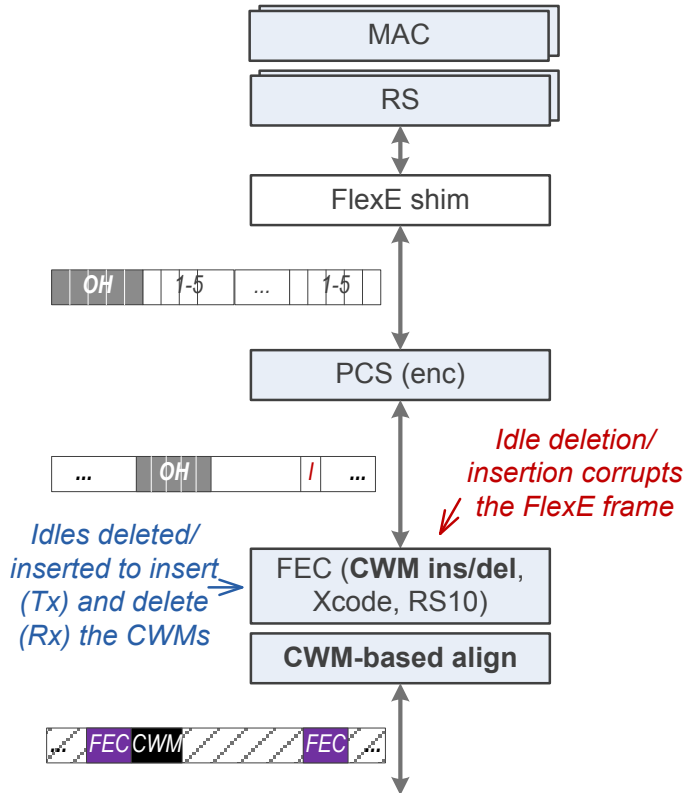 MAC
RS
FlexE shim
OH 1-5 ... 1-5
PCS (enc)
... OH I ...
Idle deletion/
insertion corrupts
the FlexE frame
Idles deleted/
inserted to insert
(Tx) and delete
(Rx) the CWMs
FEC (CWM ins/del,
Xcode, RS10)
CWM-based align
... FEC CWM FEC ...